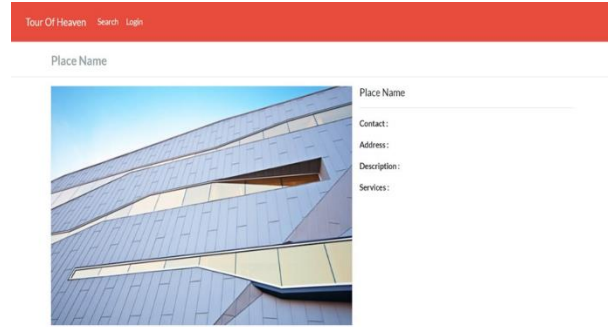 Tour Of Heaven Search Login
Place Name
Place Name
Contact :
Address :
Description :
Services :